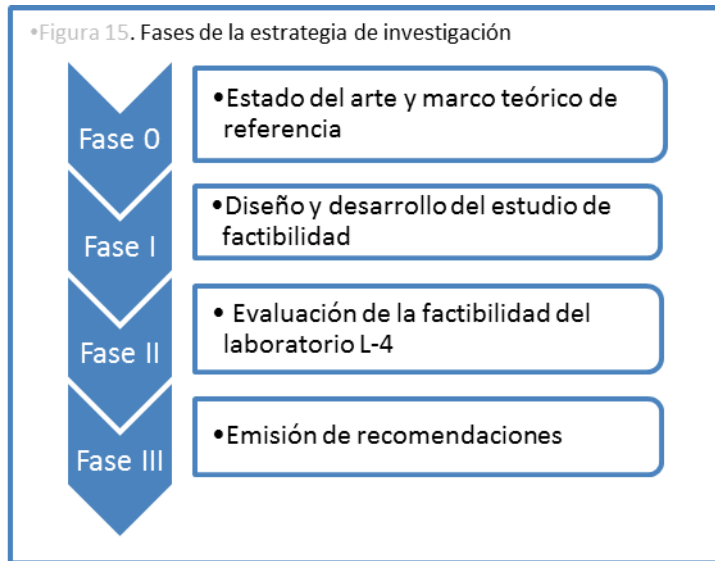 •Figura 15. Fases de la estrategia de investigación
Fase 0
•Estado del arte y marco teórico de
referencia
Fase I
•Diseño y desarrollo del estudio de
factibilidad
Fase II
• Evaluación de la factibilidad del
laboratorio L-4
Fase III
•Emisión de recomendaciones